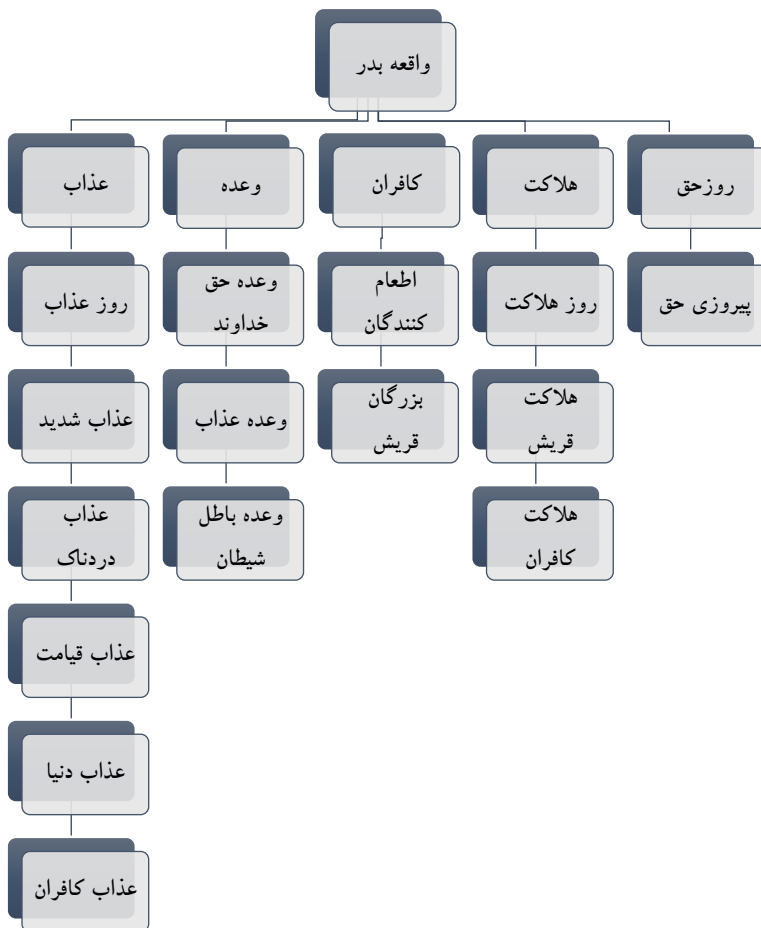 واقعه بدر
روزحق
هلاکت
کافران
وعده
عذاب
پیروزی حق
روز هلاکت
اطعام
کنندگان
وعده حق
خداوند
روز عذاب
هلاکت
قریش
بزرگان
قریش
وعده عذاب
عذاب شدید
هلاکت
کافران
وعده باطل
شیطان
عذاب
دردناک
عذاب قیامت
عذاب دنیا
عذاب کافران